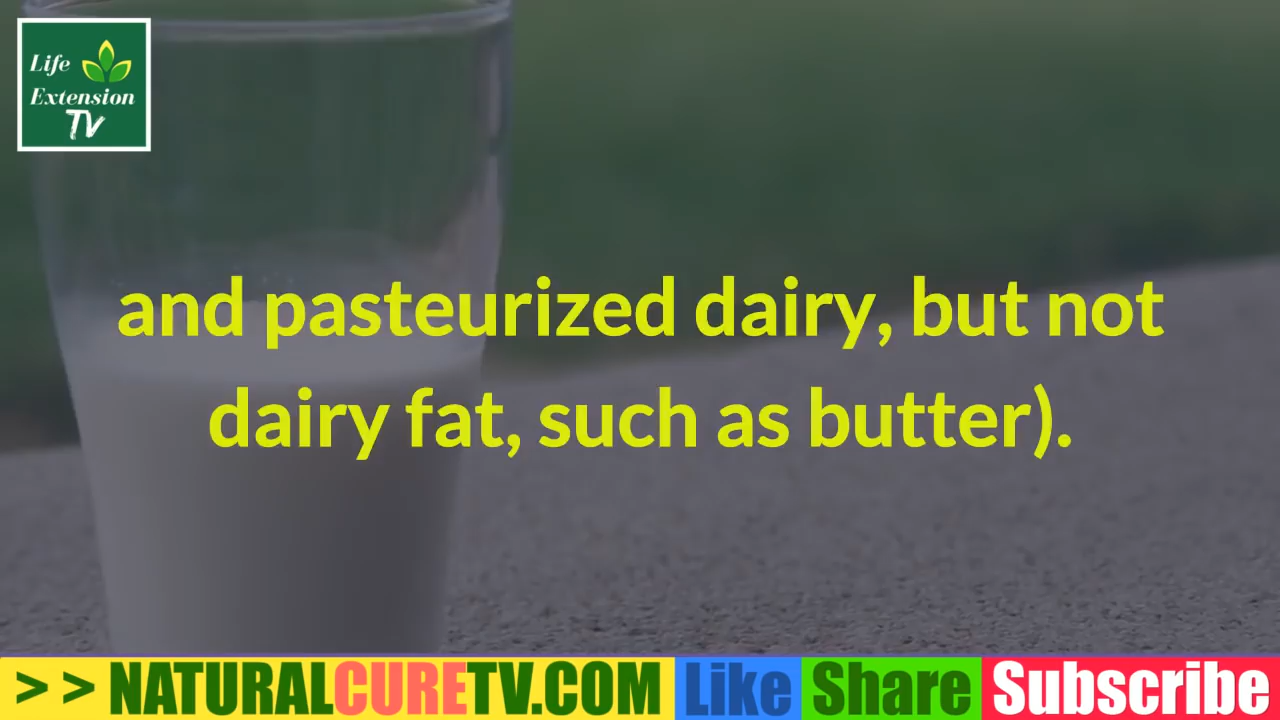 Life
Extension
TV
and pasteurized dairy, but not
dairy fat, such as butter).
> > NATURALCURETV.COM Like Share Subscribe